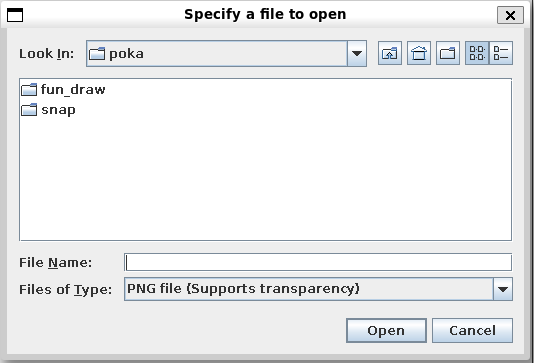 Specify a file to open
Look In: poka
fun_draw
snap
File Name:
Files of Type: PNG file (Supports transparency)
Open Cancel